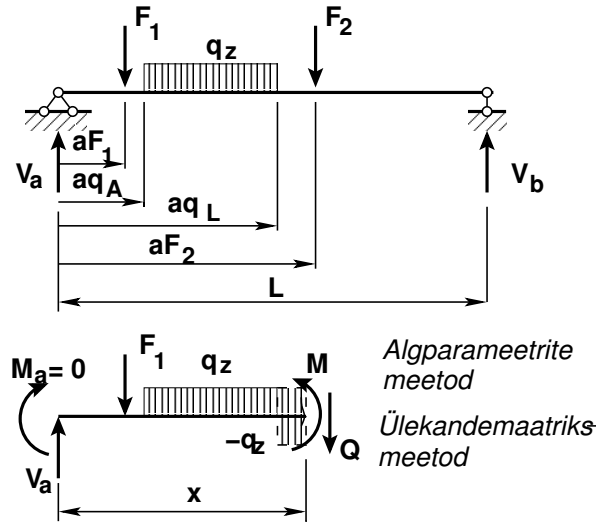 F1 F2
qz
aF1
Va aqA Vb
aqL
aF2
L
F1 qz M
Ma= 0
Algparameetrite
meetod
−qz
Ülekandemaatriks−
meetod
Q
Va
x